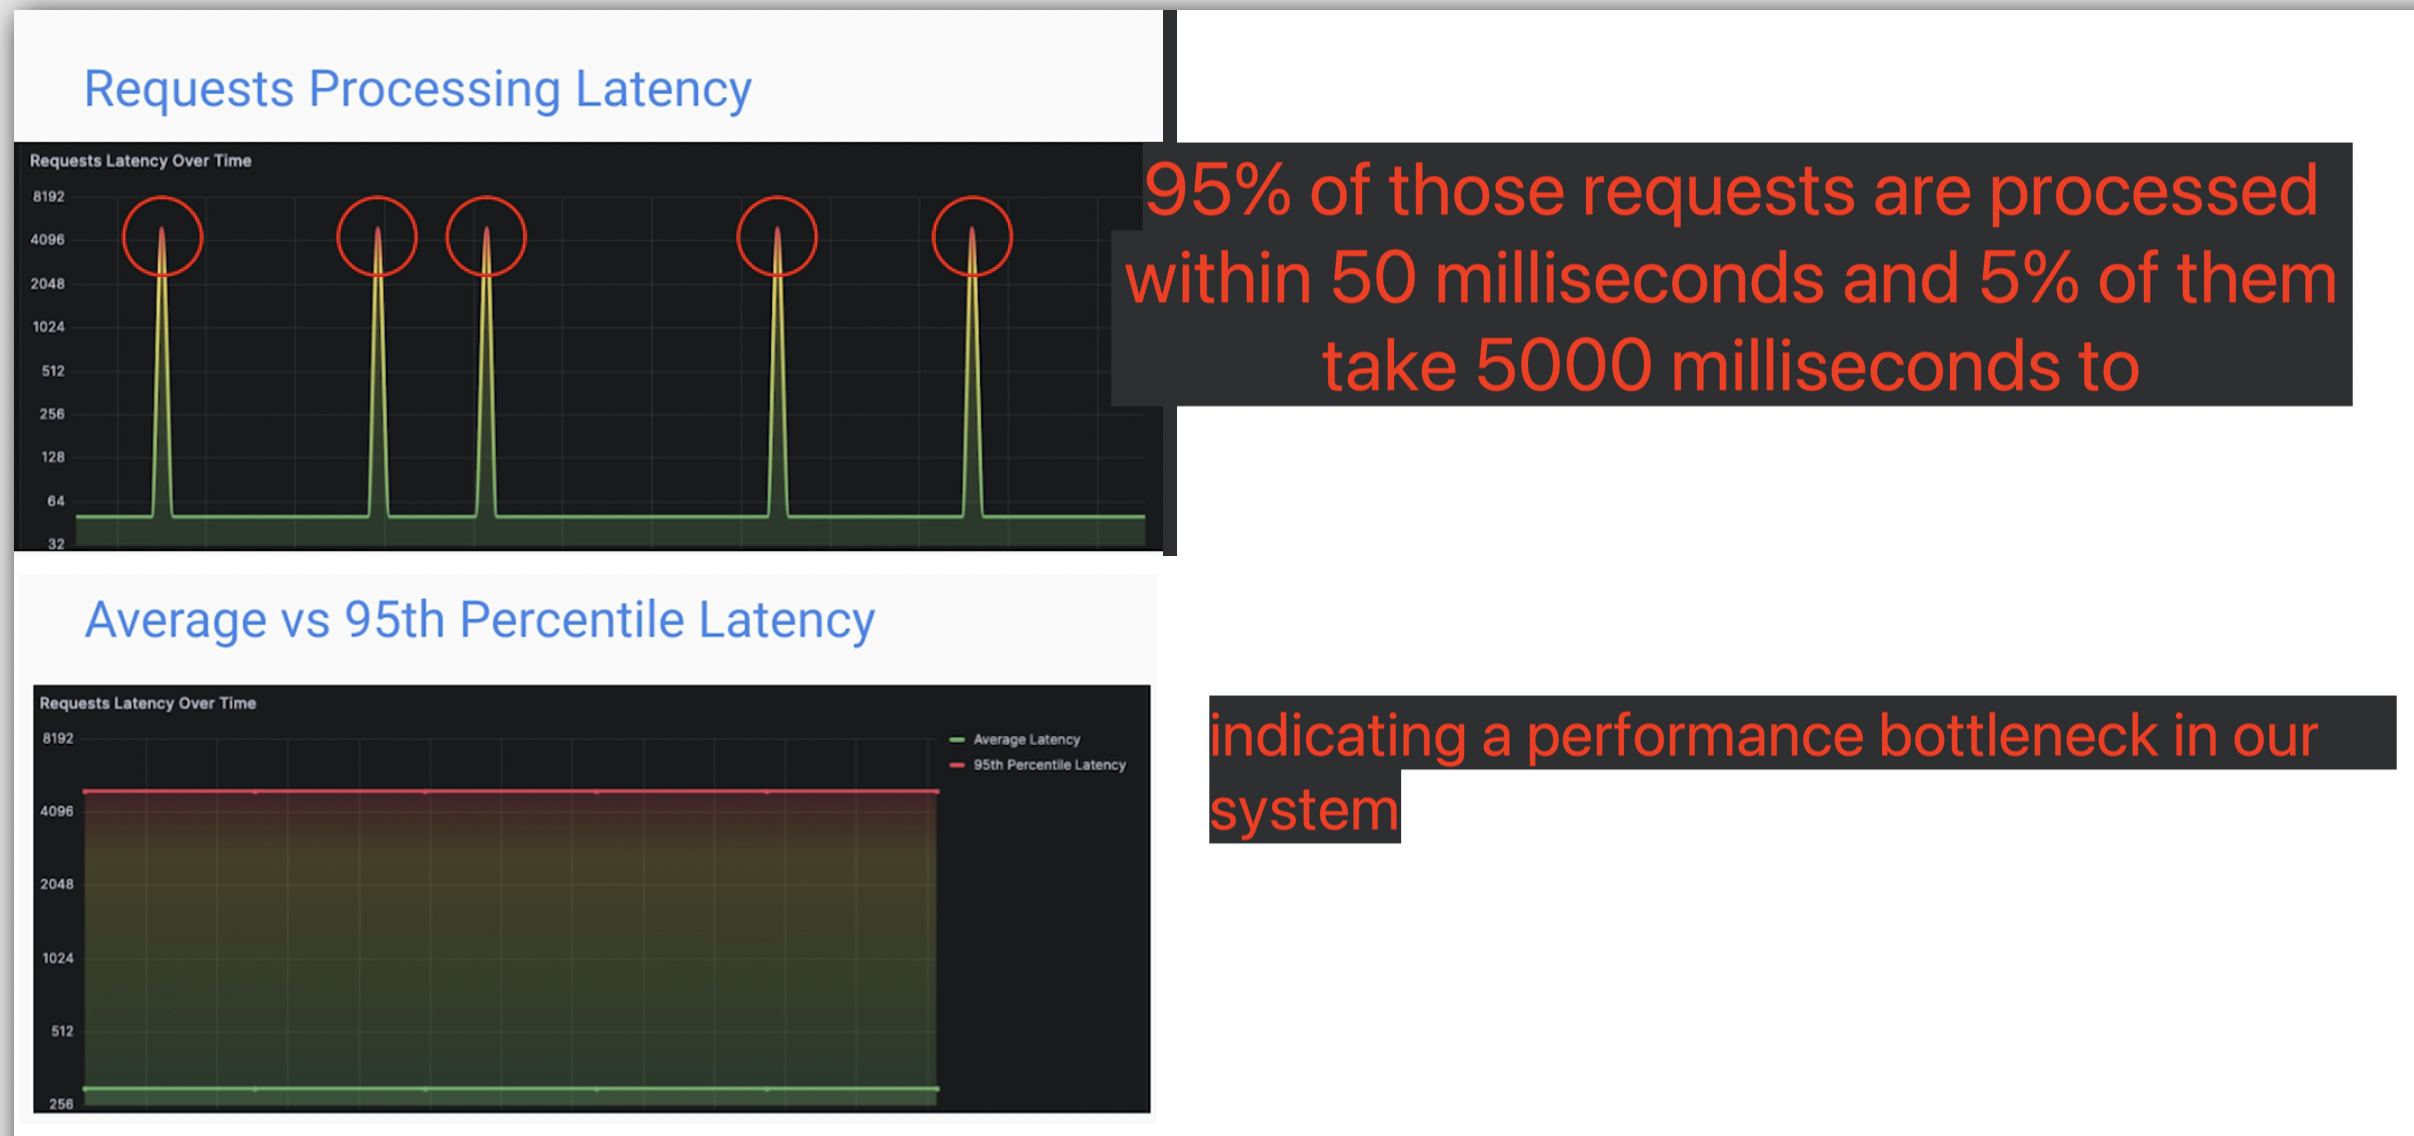 Requests Processing Latency
Requests Latency Over Time
8192
4096
2048
1024
512
256
128
64
32
95% of those requests are processed
within 50 milliseconds and 5% of them
take 5000 milliseconds to
Average vs 95th Percentile Latency
Requests Latency Over Time
8192
4096
2048
1024
512
256
Average Latency
95th Percentile Latency
indicating a performance bottleneck in our
system